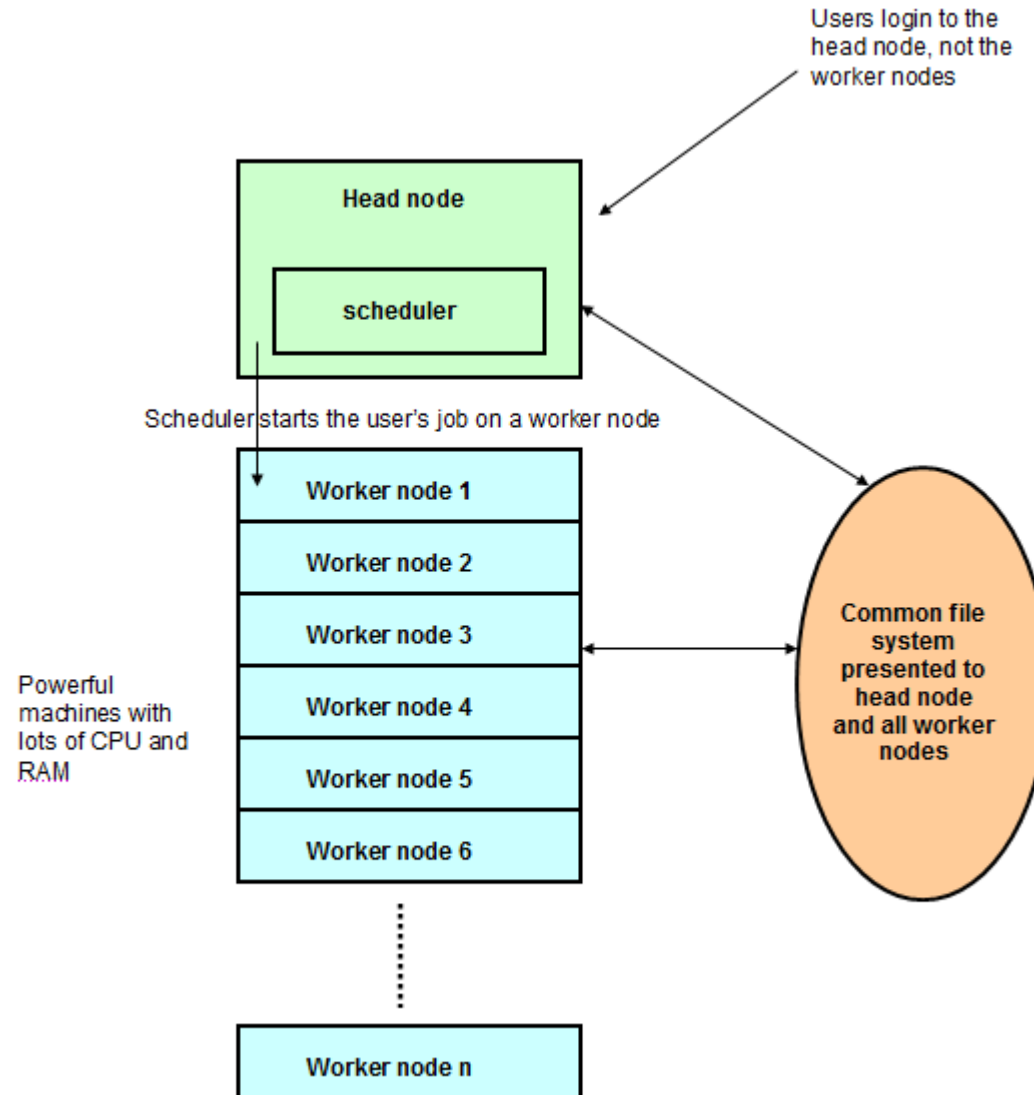 Users login to the
head node, not the
worker nodes
Head node
scheduler
Scheduler starts the user's job on a worker node
Worker node 1
Worker node 2
Worker node 3
Worker node 4
Worker node 5
Worker node 6
Powerful
machines with
lots of CPU and
RAM
Common file
system
presented to
head node
and all worker
nodes
Worker node n